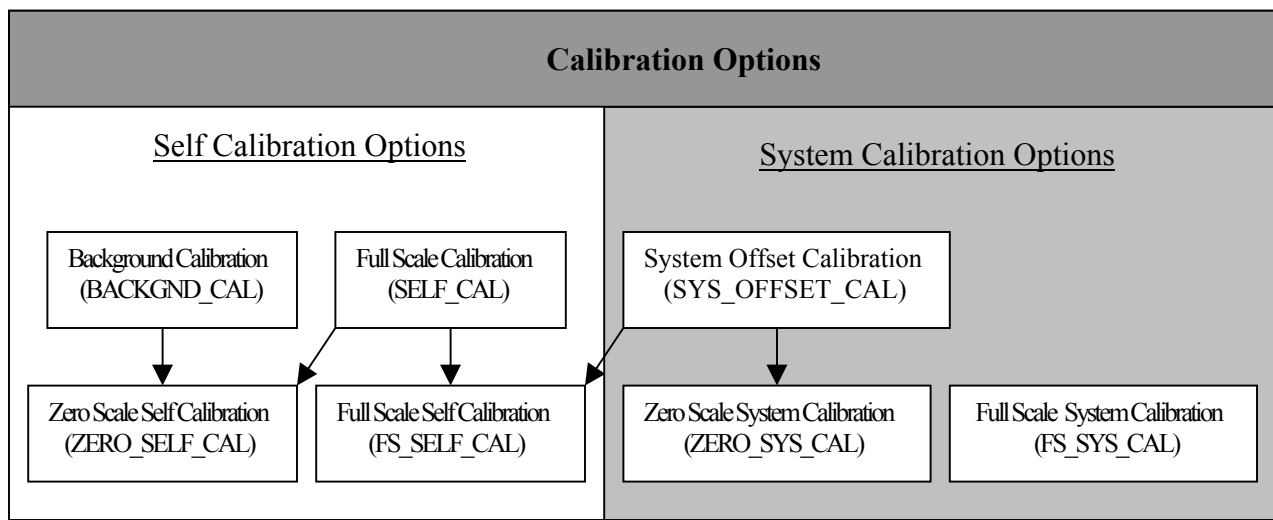 Calibration Options
Self Calibration Options
System Calibration Options
Background Calibration
(BACKGND_CAL)
Full Scale Calibration
(SELF_CAL)
System Offset Calibration
(SYS_OFFSET_CAL)
Zero Scale Self Calibration
(ZERO_SELF_CAL)
Full Scale Self Calibration
(FS_SELF_CAL)
Zero Scale System Calibration
(ZERO_SYS_CAL)
Full Scale System Calibration
(FS_SYS_CAL)